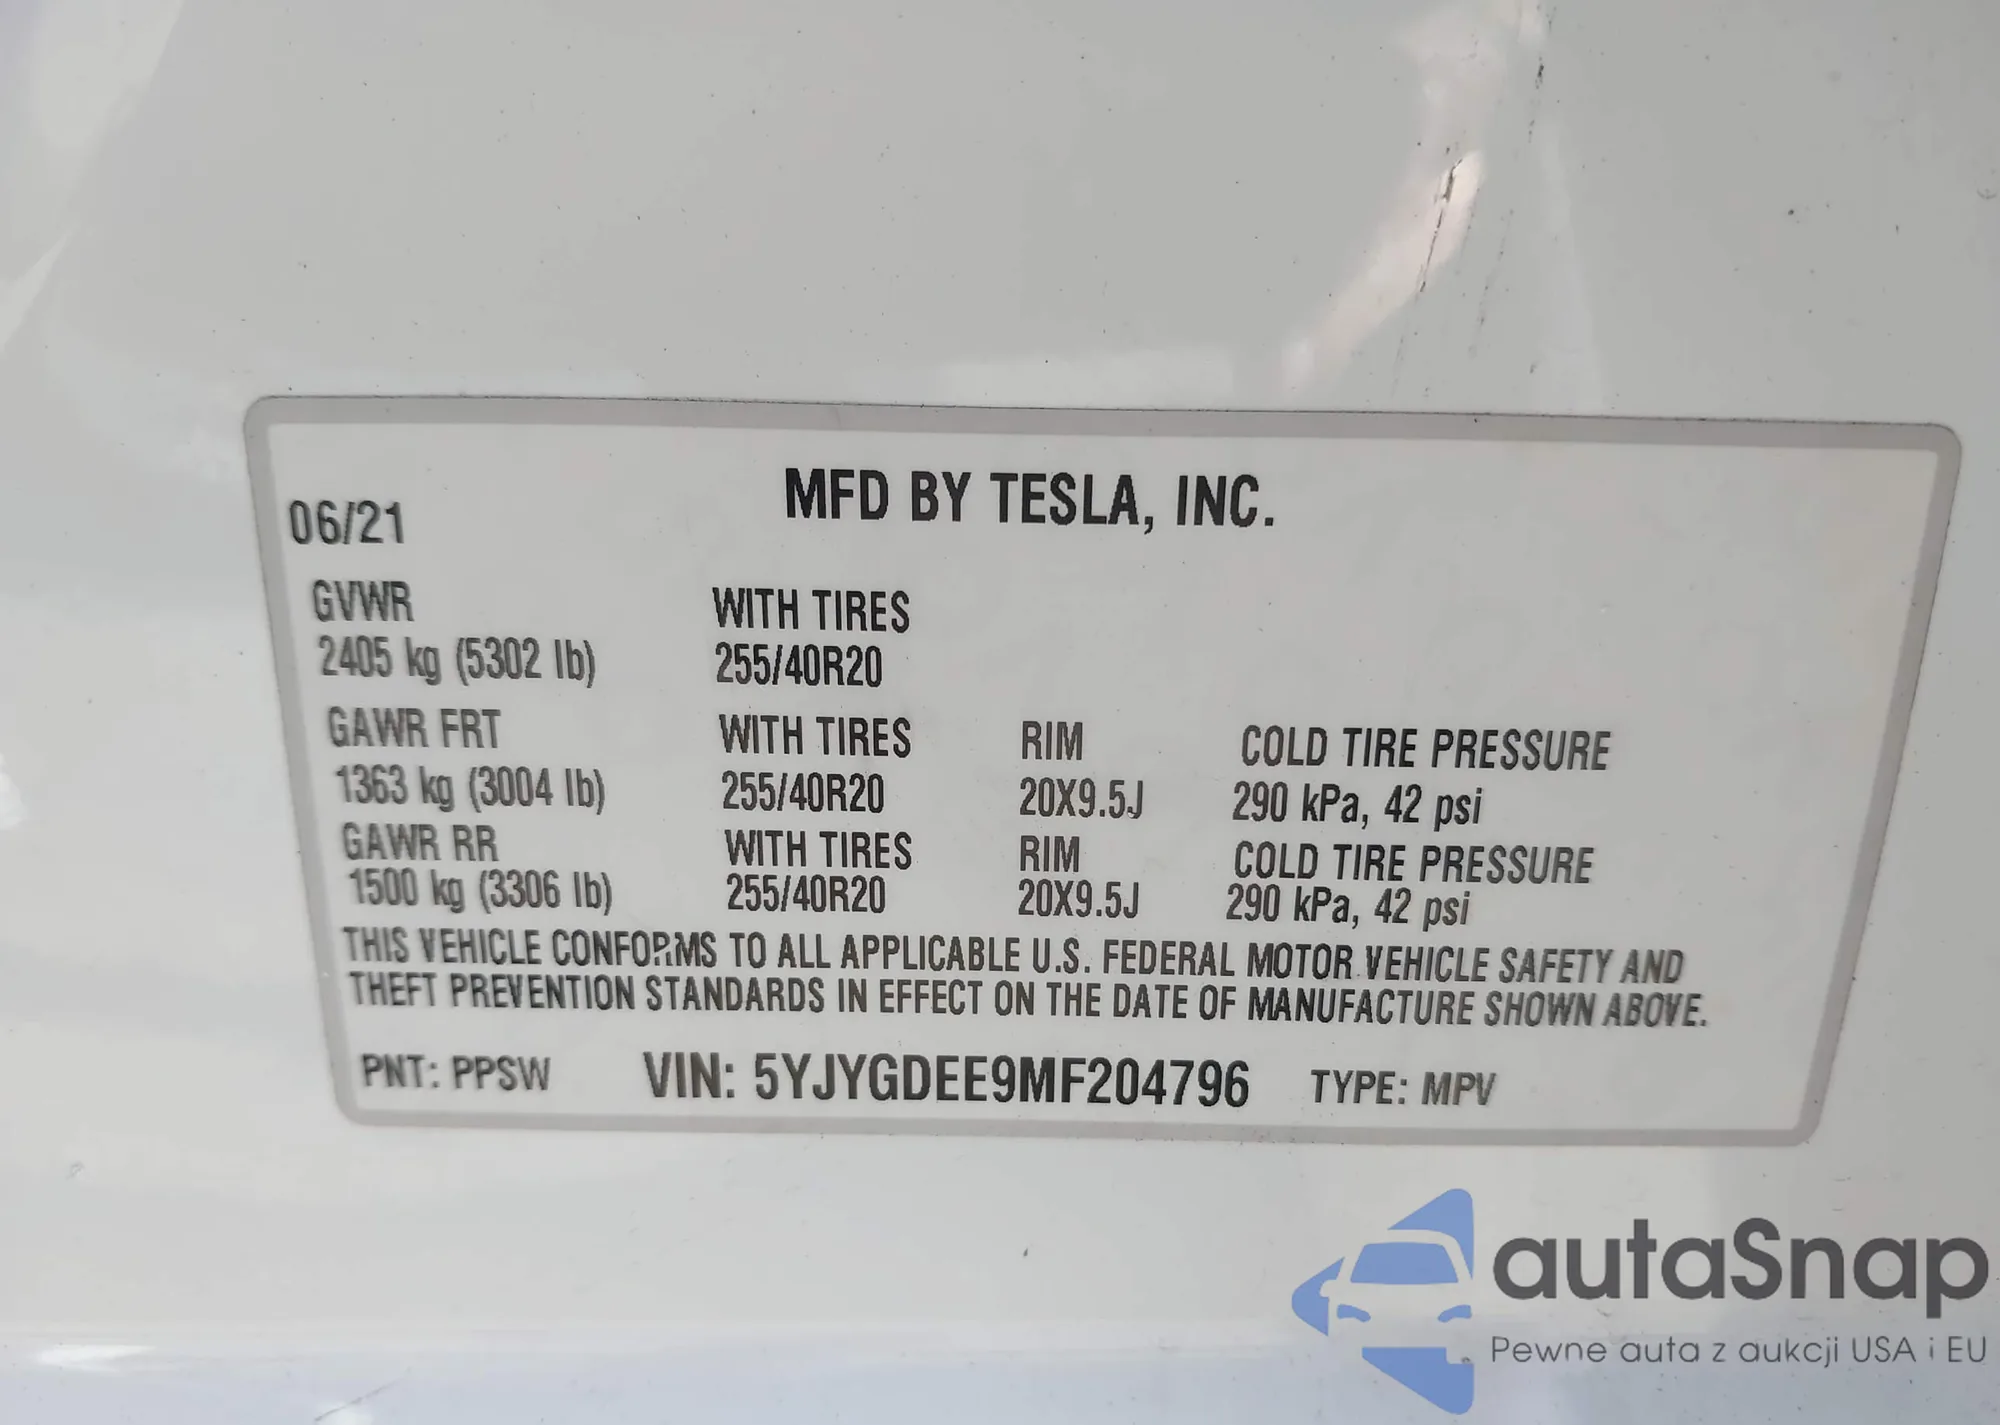 MFD BY TESLA, INC.
06/21
GVWR WITH TIRES
2405 kg (5302 lb) 255/40R20
GAWR FRT WITH TIRES RIM COLD TIRE PRESSURE
1363 kg (3004 lb) 255/40R20 20X9.5J 290 kPa, 42 psi
GAWR RR WITH TIRES RIM COLD TIRE PRESSURE
1500 kg (3306 lb) 255/40R20 20X9.5J 290 kPa, 42 psi
THIS VEHICLE CONFORMS TO ALL APPLICABLE U.S. FEDERAL MOTOR VEHICLE SAFETY AND
THEFT PREVENTION STANDARDS IN EFFECT ON THE DATE OF MANUFACTURE SHOWN ABOVE.
PNT: PPSW VIN: 5YJYGDEE9MF204796 TYPE: MPV
autaSnap
Pewne auta z aukcji USA i EU